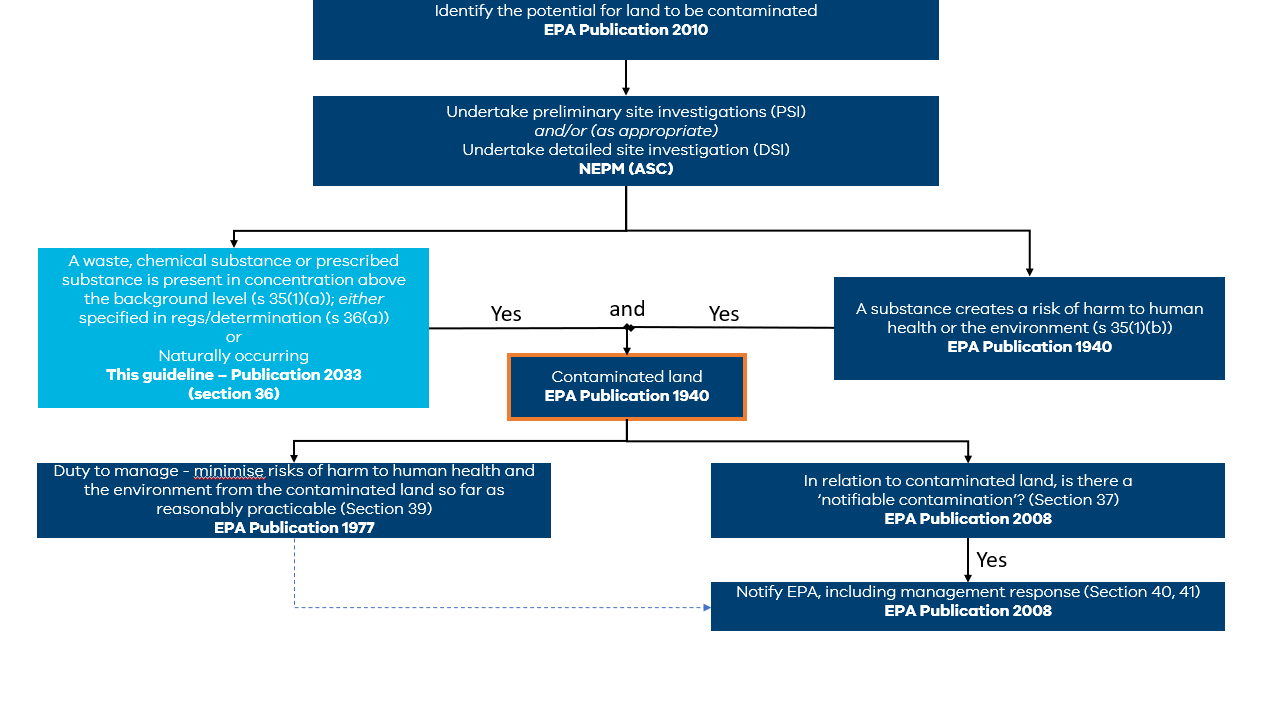 Identify the potential for land to be contaminated
EPA Publication 2010
Undertake preliminary site investigations (PSI)
and/or (as appropriate)
Undertake detailed site investigation (DSI)
NEPM (ASC)
A waste, chemical substance or prescribed
substance is present in concentration above
the background level (s 35(1)(a)); either
specified in regs/determination (s 36(a))
or
Naturally occurring
This guideline – Publication 2033
(section 36)
Yes
and
Yes
A substance creates a risk of harm to human
health or the environment (s 35(1)(b))
EPA Publication 1940
Contaminated land
EPA Publication 1940
Duty to manage - minimise risks of harm to human health and
the environment from the contaminated land so far as
reasonably practicable (Section 39)
EPA Publication 1977
In relation to contaminated land, is there a
‘notifiable contamination’? (Section 37)
EPA Publication 2008
Yes
Notify EPA, including management response (Section 40, 41)
EPA Publication 2008